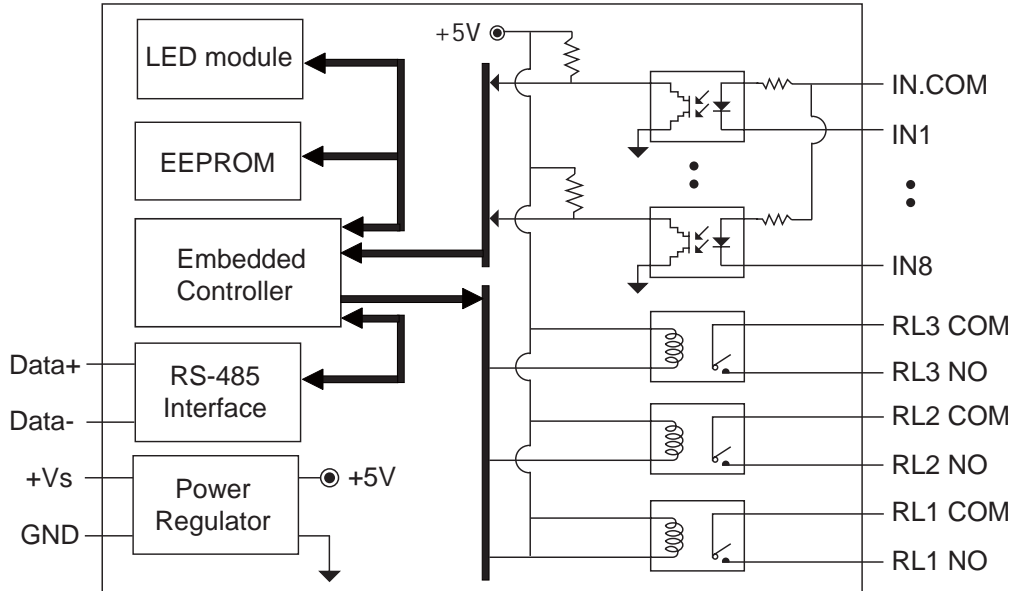 LED module
EEPROM
Embedded
Controller
RS-485
Interface
Power
Regulator
Data+
Data-
+Vs
GND
+5V
+5V
IN.COM
IN1
IN8
RL3 COM
RL3 NO
RL2 COM
RL2 NO
RL1 COM
RL1 NO